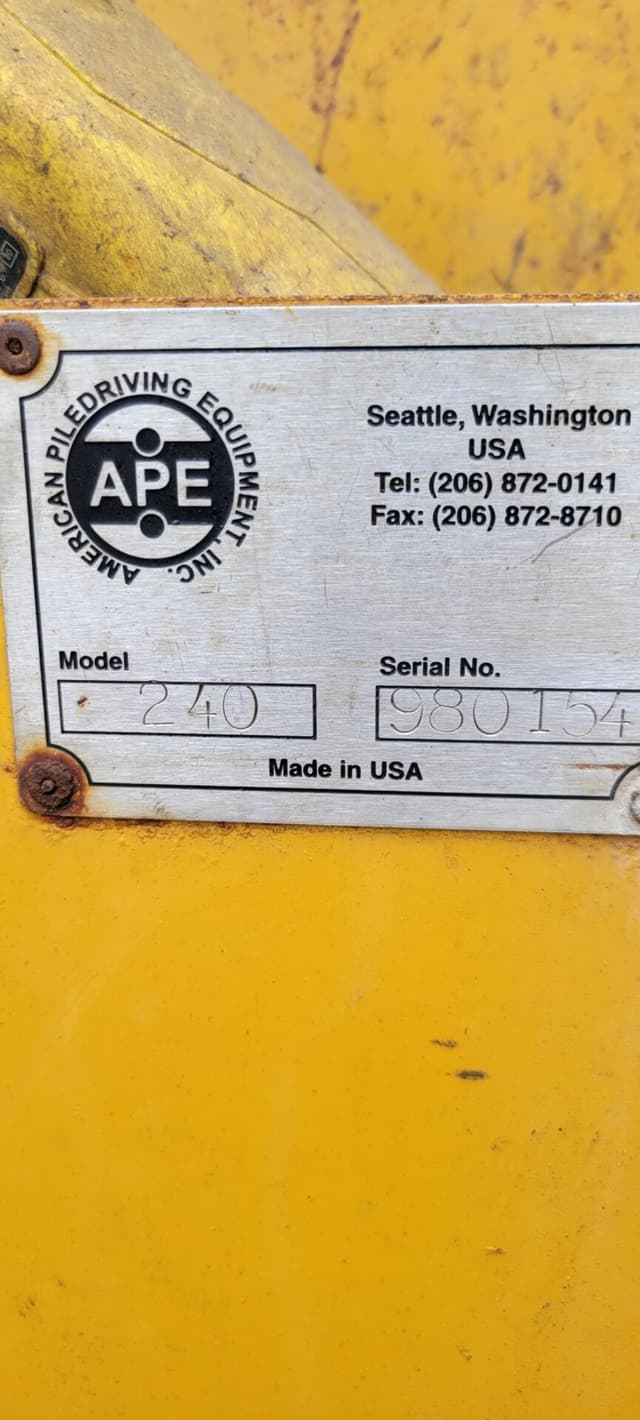 AMERICAN PILEDRIVING EQUIPMENT, INC.
APE
Seattle, Washington
USA
Tel: (206) 872-0141
Fax: (206) 872-8710
Model
Serial No.
240
980154
Made in USA